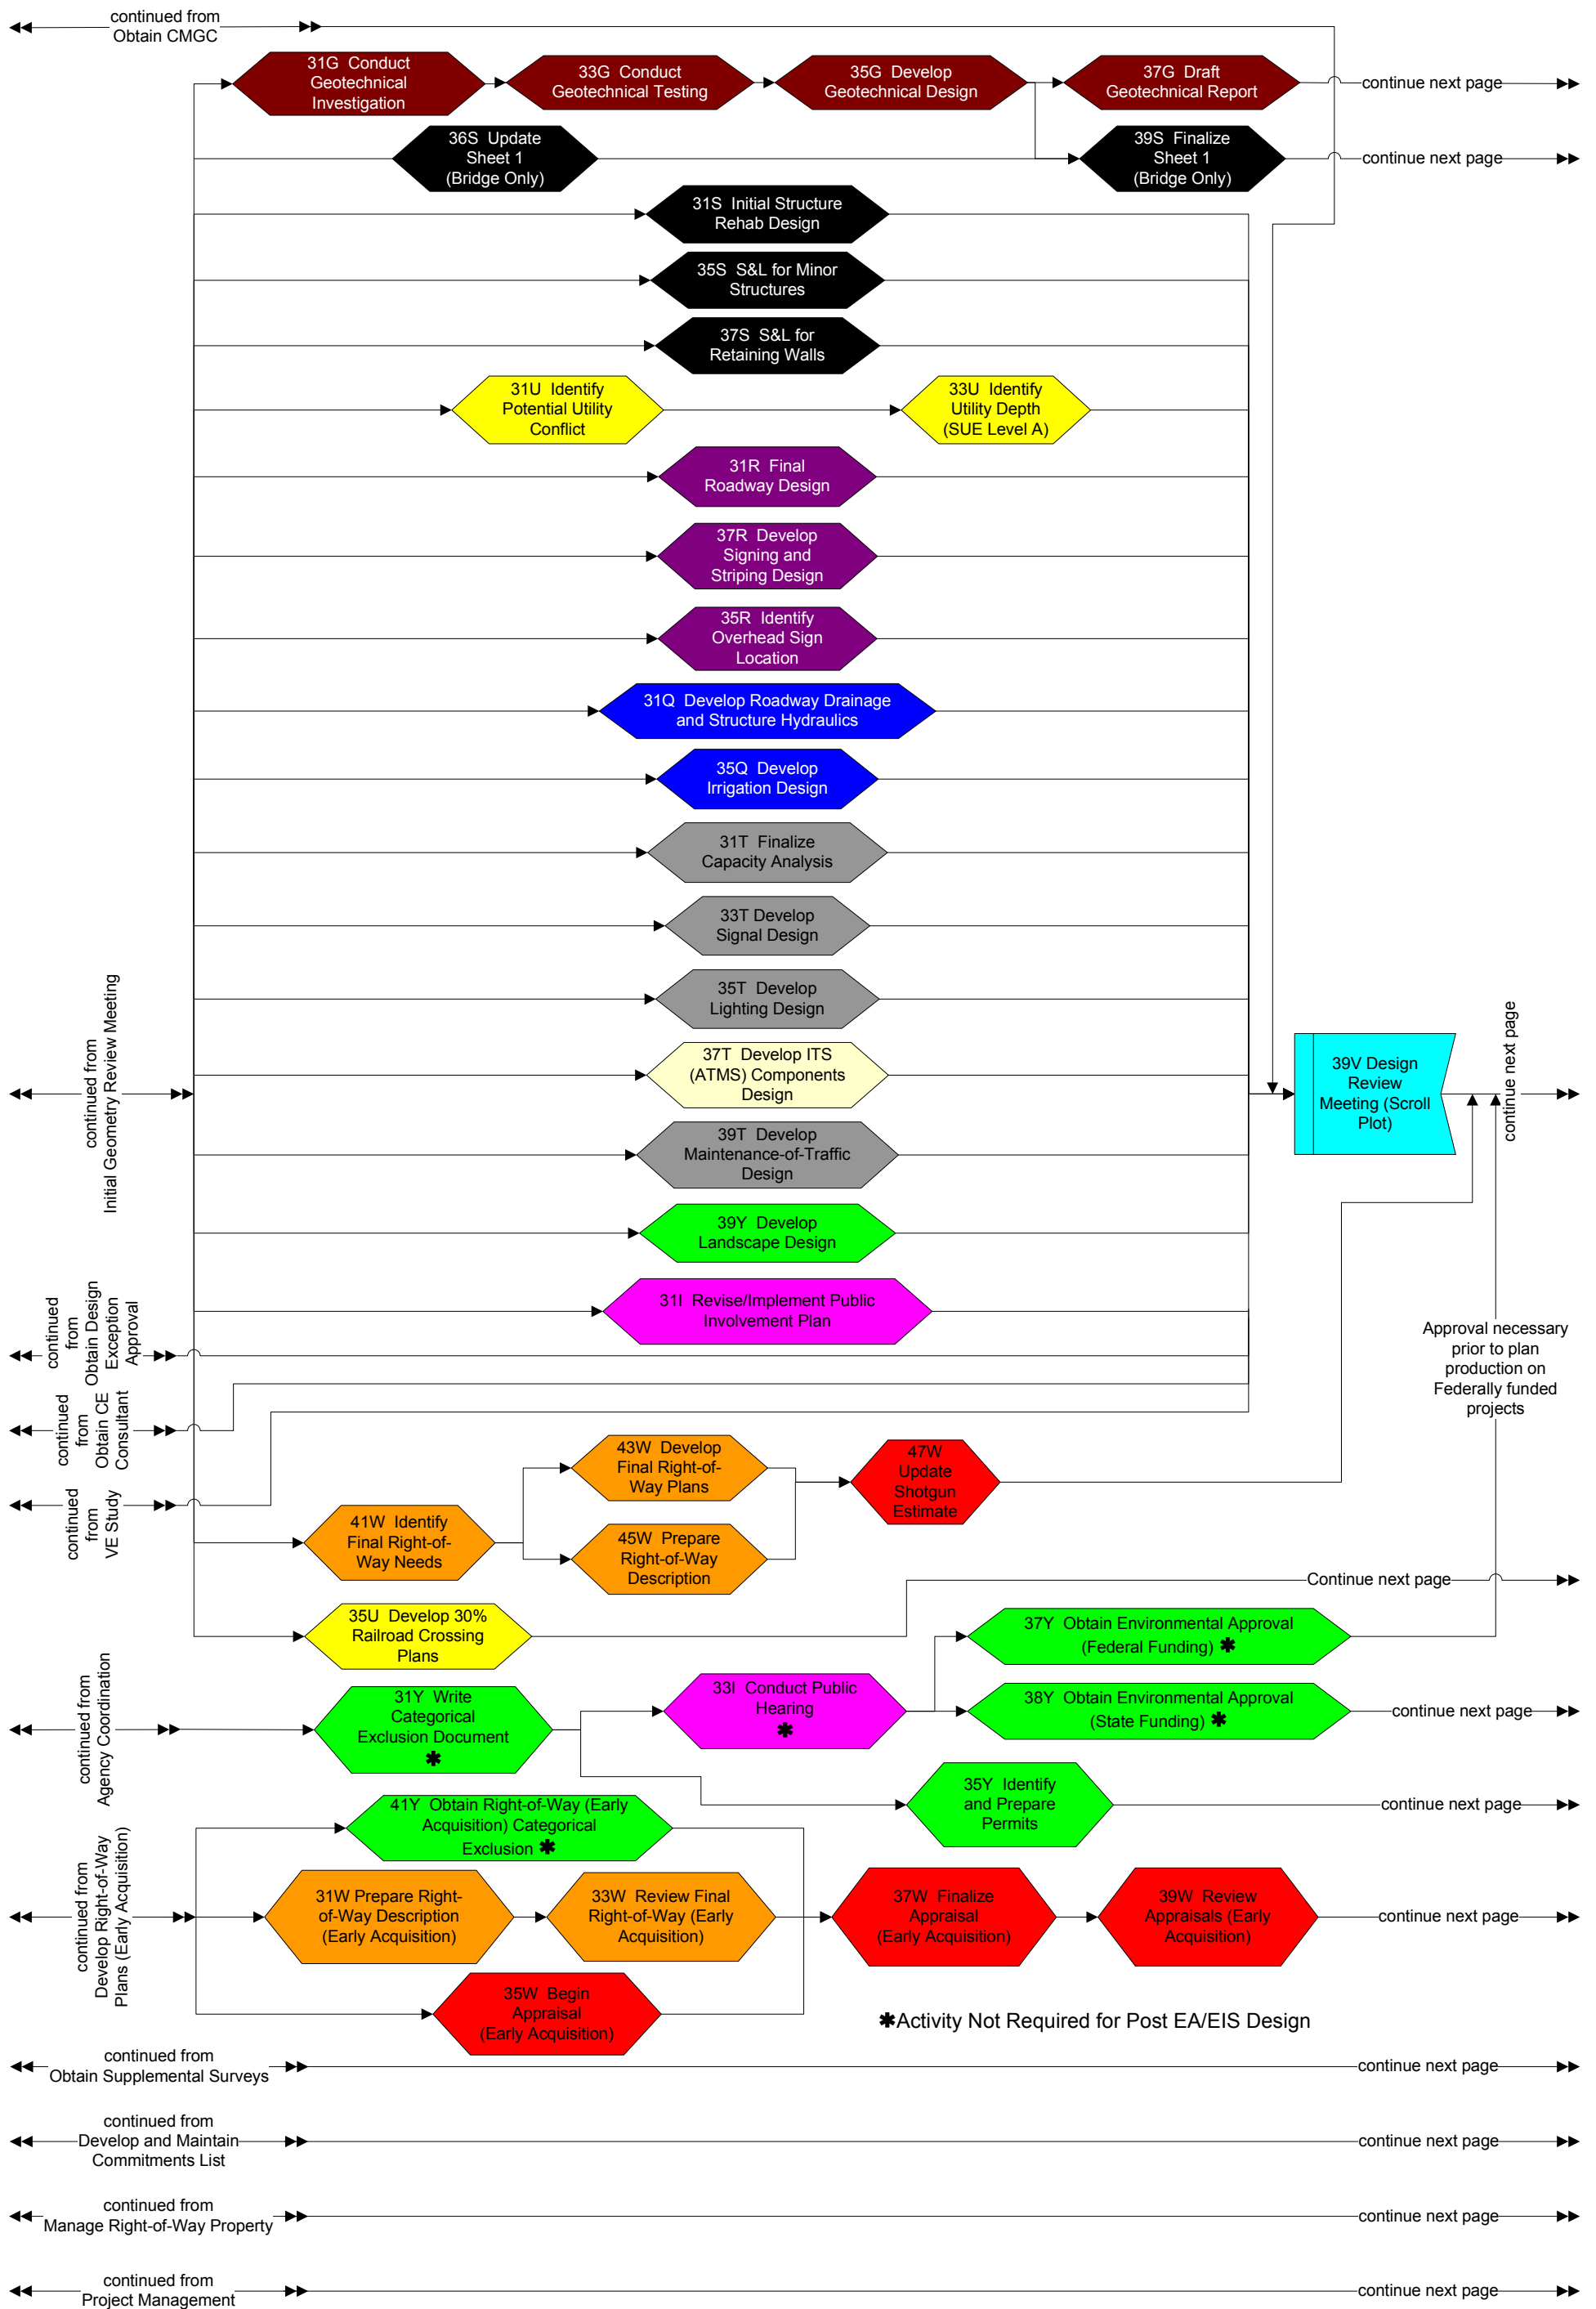 continued from
Obtain CMGC
31G  Conduct
Geotechnical
Investigation
33G  Conduct
Geotechnical Testing
35G  Develop
Geotechnical Design
37G  Draft
Geotechnical Report
continue next page
36S  Update
Sheet 1
(Bridge Only)
39S  Finalize
Sheet 1
(Bridge Only)
continue next page
31S  Initial Structure
Rehab Design
35S  S&L for Minor
Structures
37S  S&L for
Retaining Walls
31U  Identify
Potential Utility
Conflict
33U  Identify
Utility Depth
(SUE Level A)
31R  Final
Roadway Design
37R  Develop
Signing and
Striping Design
35R  Identify
Overhead Sign
Location
31Q  Develop Roadway Drainage
and Structure Hydraulics
35Q  Develop
Irrigation Design
31T  Finalize
Capacity Analysis
33T Develop
Signal Design
35T  Develop
Lighting Design
continued from
Initial Geometry Review Meeting
37T  Develop ITS
(ATMS) Components
Design
39V Design
Review
Meeting (Scroll
Plot)
continue next page
39T  Develop
Maintenance-of-Traffic
Design
39Y  Develop
Landscape Design
31I  Revise/Implement Public
Involvement Plan
continued
from
Obtain Design
Exception
Approval
Approval necessary
prior to plan
production on
Federally funded
projects
continued
from
Obtain CE
Consultant
continued
from
VE Study
43W  Develop
Final Right-of-
Way Plans
47W
Update
Shotgun
Estimate
41W  Identify
Final Right-of-
Way Needs
45W  Prepare
Right-of-Way
Description
Continue next page
35U  Develop 30%
Railroad Crossing
Plans
37Y  Obtain Environmental Approval
(Federal Funding) ✱
continued from
Agency Coordination
31Y  Write
Categorical
Exclusion Document
✱
33I  Conduct Public
Hearing
✱
38Y  Obtain Environmental Approval
(State Funding) ✱
continue next page
35Y  Identify
and Prepare
Permits
continue next page
41Y  Obtain Right-of-Way (Early
Acquisition) Categorical
Exclusion ✱
continued from
Develop Right-of-Way
Plans (Early Acquisition)
31W Prepare Right-
of-Way Description
(Early Acquisition)
33W  Review Final
Right-of-Way (Early
Acquisition)
37W  Finalize
Appraisal
(Early Acquisition)
39W  Review
Appraisals (Early
Acquisition)
continue next page
35W  Begin
Appraisal
(Early Acquisition)
✱Activity Not Required for Post EA/EIS Design
continued from
Obtain Supplemental Surveys
continue next page
continued from
Develop and Maintain
Commitments List
continue next page
continued from
Manage Right-of-Way Property
continue next page
continued from
Project Management
continue next page